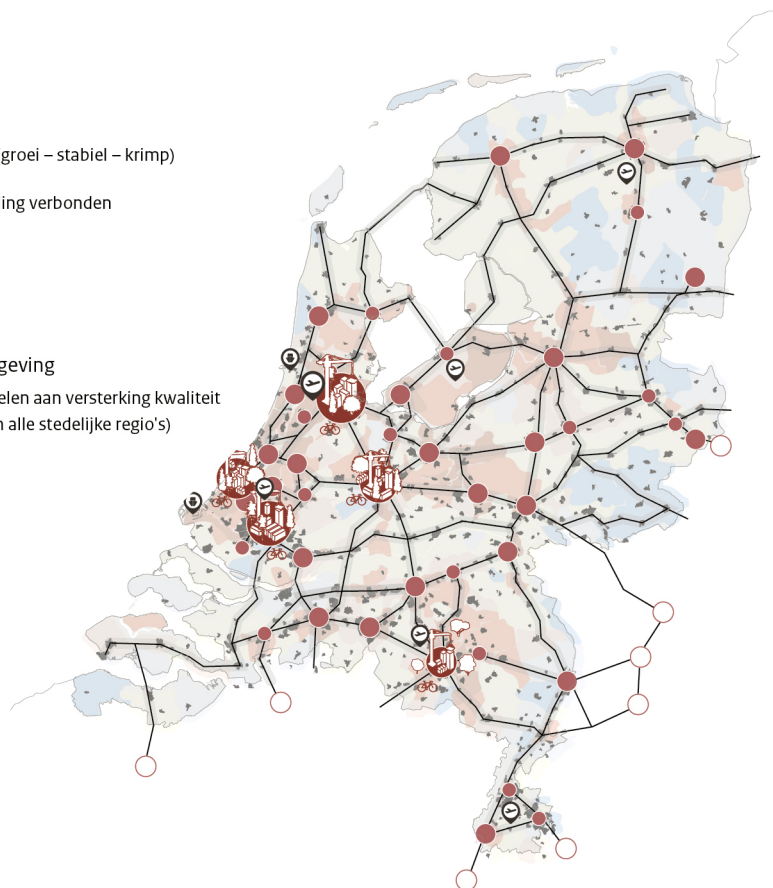 groei – stabiel – krimp)
ing verbonden
geving
elen aan versterking kwaliteit
n alle stedelijke regio's)